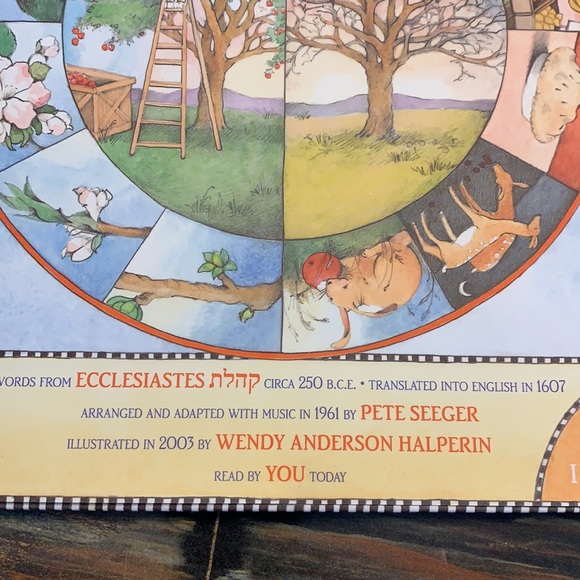 WORDS FROM ECCLESIASTES קהלת CIRCA 250 B.C.E. • TRANSLATED INTO ENGLISH IN 1607
ARRANGED AND ADAPTED WITH MUSIC IN 1961 BY PETE SEEGER
ILLUSTRATED IN 2003 BY WENDY ANDERSON HALPERIN
READ BY YOU TODAY